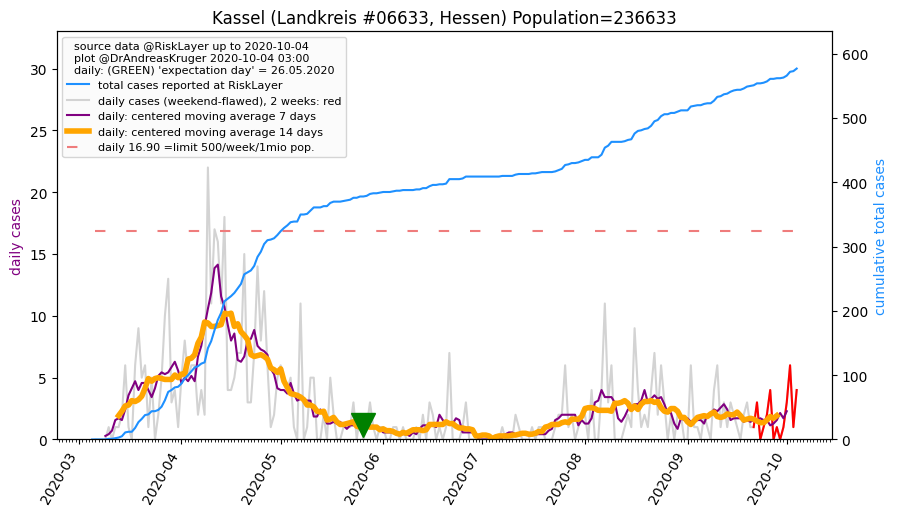 Kassel (Landkreis #06633, Hessen) Population=236633
source data @RiskLayer up to 2020-10-04
plot @DrAndreasKruger 2020-10-04 03:00
daily: (GREEN) 'expectation day' = 26.05.2020
total cases reported at RiskLayer
daily cases (weekend-flawed), 2 weeks: red
daily: centered moving average 7 days
daily: centered moving average 14 days
daily 16.90 =limit 500/week/1mio pop.
daily cases
30
25
20
15
10
5
0
cumulative total cases
600
500
400
300
200
100
0
2020-03
2020-04
2020-05
2020-06
2020-07
2020-08
2020-09
2020-10